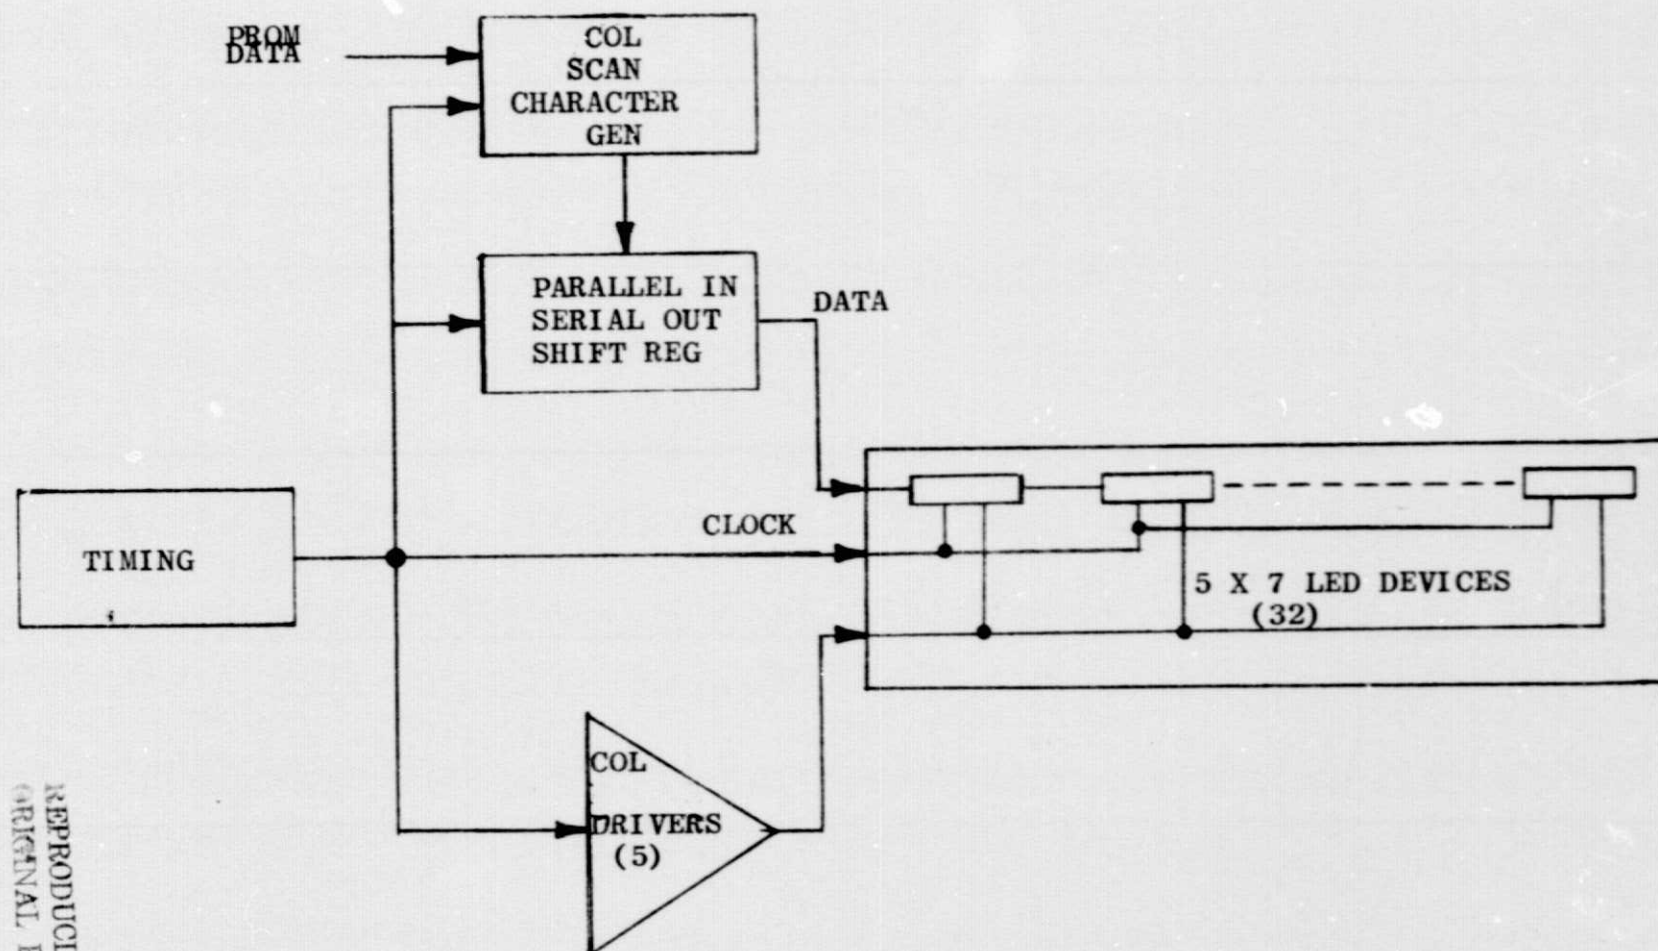 PROM
DATA
COL
SCAN
CHARACTER
GEN
PARALLEL IN
SERIAL OUT
SHIFT REG
DATA
CLOCK
TIMING
5 X 7 LED DEVICES
(32)
COL
DRIVERS
(5)
ORIGINAL